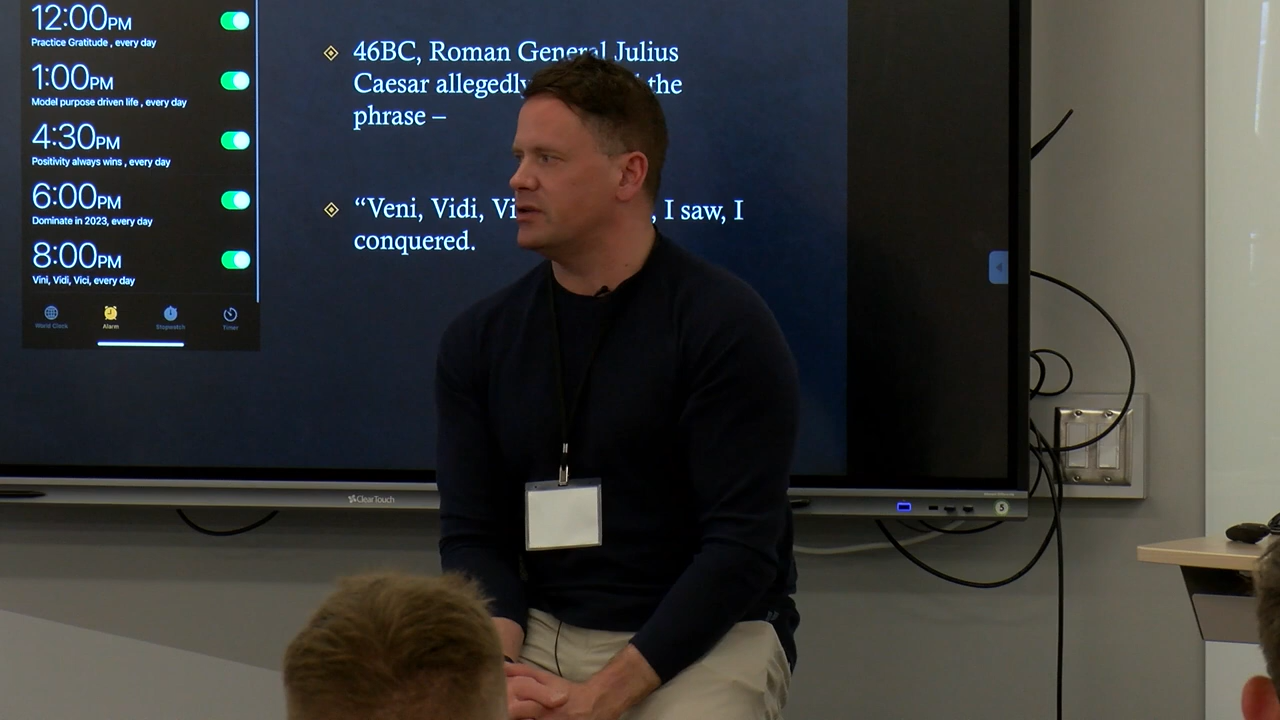 12:00PM
Practice Gratitude , every day
1:00PM
Model purpose driven life , every day
4:30PM
Positivity always wins , every day
6:00PM
Dominate in 2023, every day
8:00PM
Vini, Vidi, Vici, every day
World Clock
Alarm
Stopwatch
Timer
46BC, Roman General Julius
Caesar allegedly the
phrase –
“Veni, Vidi, Vi , I saw, I
conquered.
ClearTouch
5